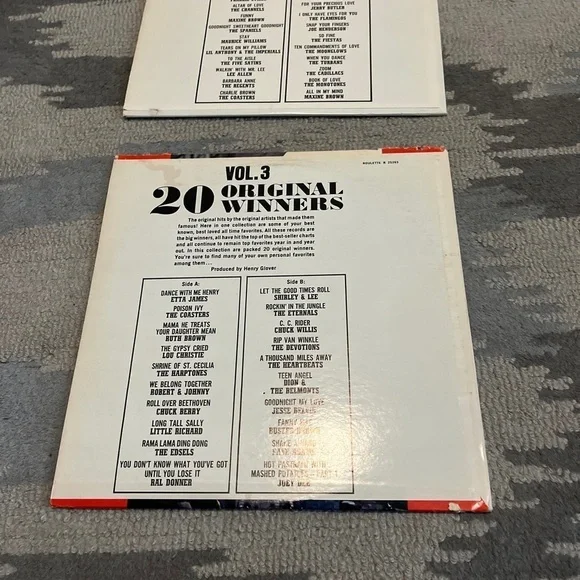 ALTAR OF LOVE
THE CHANNELS
FUNNY
MAXINE BROWN
GOODNIGHT SWEETHEART GOODNIGHT
THE SPANIELS
STAY
MAURICE WILLIAMS
TEARS ON MY PILLOW
LIL ANTHONY & THE IMPERIALS
TO THE AISLE
THE FIVE SATINS
WALKIN' WITH MR. LEE
LEE ALLEN
BARBARA ANNE
THE REGENTS
CHARLIE BROWN
THE COASTERS
FOR YOUR PRECIOUS LOVE
JERRY BUTLER
I ONLY HAVE EYES FOR YOU
THE FLAMINGOS
SNAP YOUR FINGERS
JOE HENDERSON
SO FINE
THE FIESTAS
TEN COMMANDMENTS OF LOVE
THE MOONGLOWS
WHEN YOU DANCE
THE TURBANS
ZOOM
THE CADILLACS
BOOK OF LOVE
THE MONOTONES
ALL IN MY MIND
MAXINE BROWN
ROULETTE R
VOL. 3
20 ORIGINAL
WINNERS
The original hits by the original artists that made them
famous! Here in one collection are some of your best
known, best loved all time favorites. All these records are
the big winners, all have hit the top of the best-seller charts
and all continue to remain top favorites year in and year
out. In this collection are packed 20 original winners.
You're sure to find many of your own personal favorites
among them...
Produced by Henry Glover
Side A:
DANCE WITH ME HENRY
ETTA JAMES
POISON IVY
THE COASTERS
MAMA HE TREATS
YOUR DAUGHTER MEAN
RUTH BROWN
THE GYPSY CRIED
LOU CHRISTIE
SHRINE OF ST. CECILIA
THE HARPTONES
WE BELONG TOGETHER
ROBERT & JOHNNY
ROLL OVER BEETHOVEN
CHUCK BERRY
LONG TALL SALLY
LITTLE RICHARD
RAMA LAMA DING DONG
THE EDSELS
YOU DON'T KNOW WHAT YOU'VE GOT
UNTIL YOU LOSE IT
RAL DONNER
Side B:
LET THE GOOD TIMES ROLL
SHIRLEY & LEE
ROCKIN' IN THE JUNGLE
THE ETERNALS
C. C. RIDER
CHUCK WILLIS
RIP VAN WINKLE
THE DEVOTIONS
A THOUSAND MILES AWAY
THE HEARTBEATS
TEEN ANGEL
DION &
THE BELMONTS
GOODNIGHT MY LOVE
JESSE BELVIN
HOT PASTRAMI WITH
MASHED POTATOES - PART 1
JOEY DEE